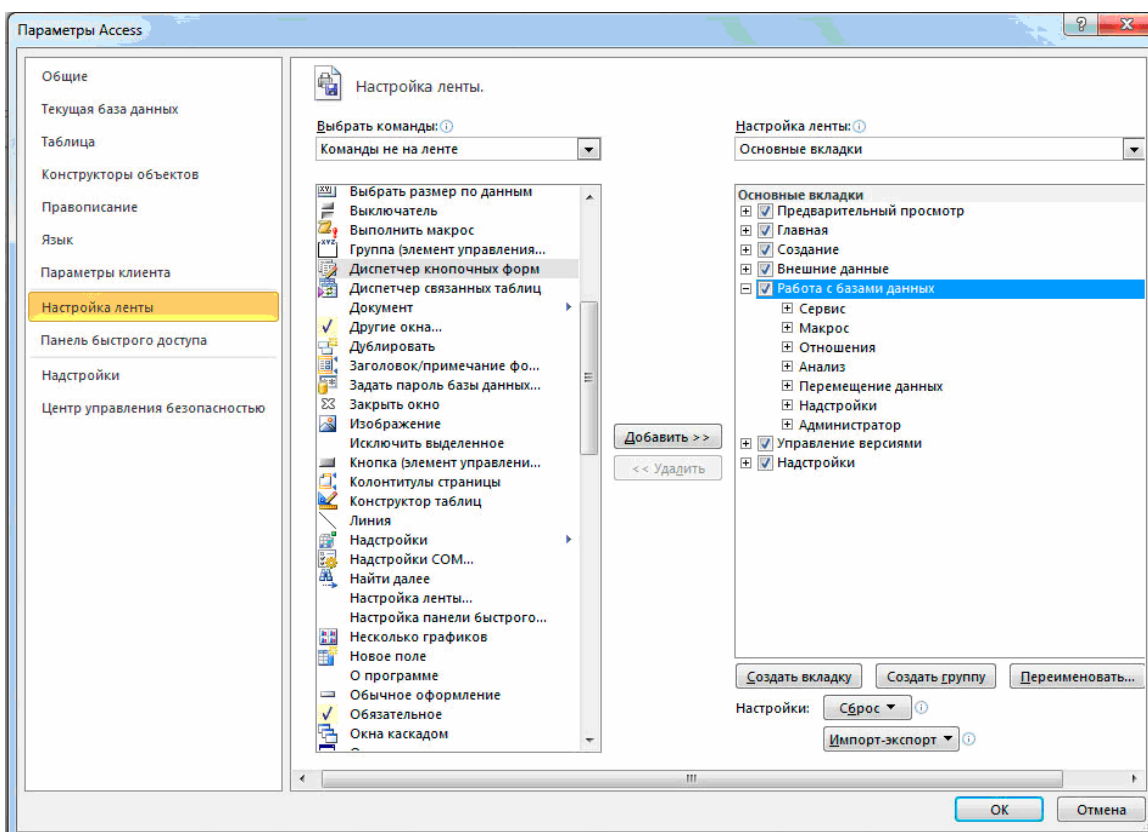 Параметры Access
Общие
Текущая база данных
Таблица
Конструкторы объектов
Правописание
Язык
Параметры клиента
Настройка ленты
Панель быстрого доступа
Надстройки
Центр управления безопасностью
Настройка ленты.
Выбрать команды:
Команды не на ленте
Выбрать размер по данным
Выключатель
Выполнить макрос
Группа (элемент управления...
Диспетчер кнопочных форм
Диспетчер связанных таблиц
Документ
Другие окна...
Дублировать
Заголовок/примечание фо...
Задать пароль базы данных...
Закрыть окно
Изображение
Исключить выделенное
Кнопка (элемент управлени...
Колонтитулы страницы
Конструктор таблиц
Линия
Надстройки
Надстройки COM...
Найти далее
Настройка ленты...
Настройка панели быстрого...
Несколько графиков
Новое поле
О программе
Обычное оформление
Обязательное
Окна каскадом
Добавить >>
<< Удалить
Настройка ленты:
Основные вкладки
Основные вкладки
Предварительный просмотр
Главная
Создание
Внешние данные
Работа с базами данных
Сервис
Макрос
Отношения
Анализ
Перемещение данных
Надстройки
Администратор
Управление версиями
Надстройки
Создать вкладку
Создать группу
Переименовать...
Настройки:
Сброс
Импорт-экспорт
ОК
Отмена